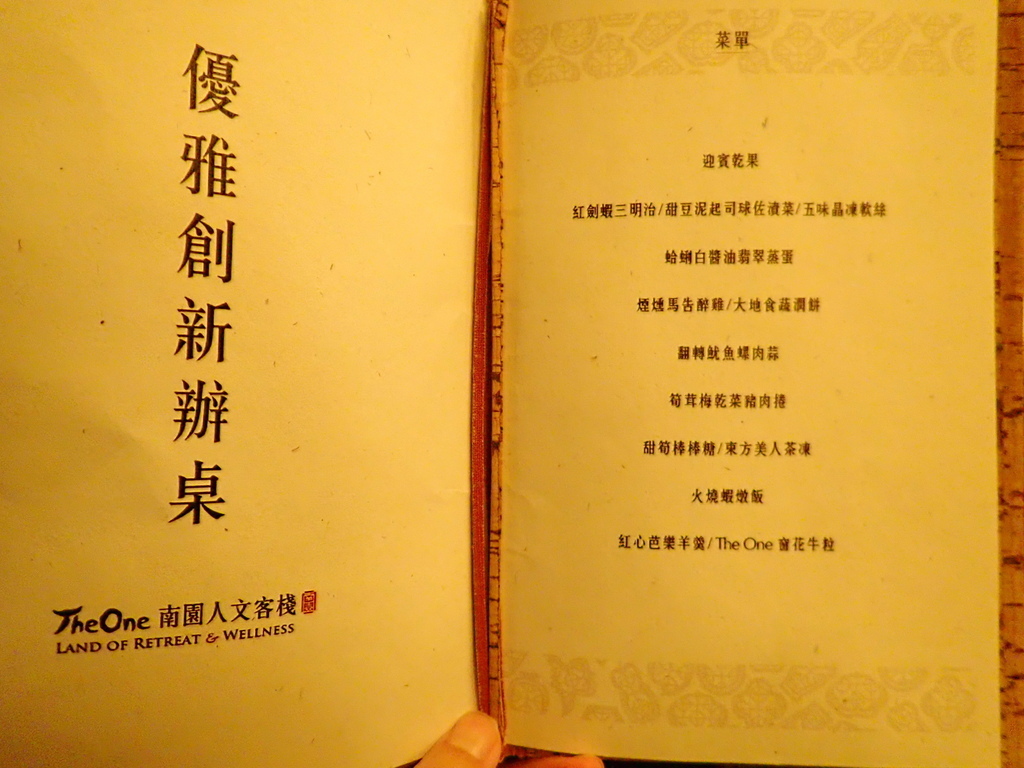 優雅創新辦桌
TheOne 南園人文客棧
LAND OF RETREAT & WELLNESS
菜單
迎賓乾果
紅劍蝦三明治/甜豆泥起司球佐漬菜/五味晶凍軟絲
蛤蜊白醬油翡翠蒸蛋
煙燻馬告醉雞/大地食蔬潤餅
翻轉魷魚螺肉蒜
筍茸梅乾菜豬肉捲
甜筍棒棒糖/東方美人茶凍
火燒蝦燉飯
紅心芭樂羊羹/The One 窗花牛粒